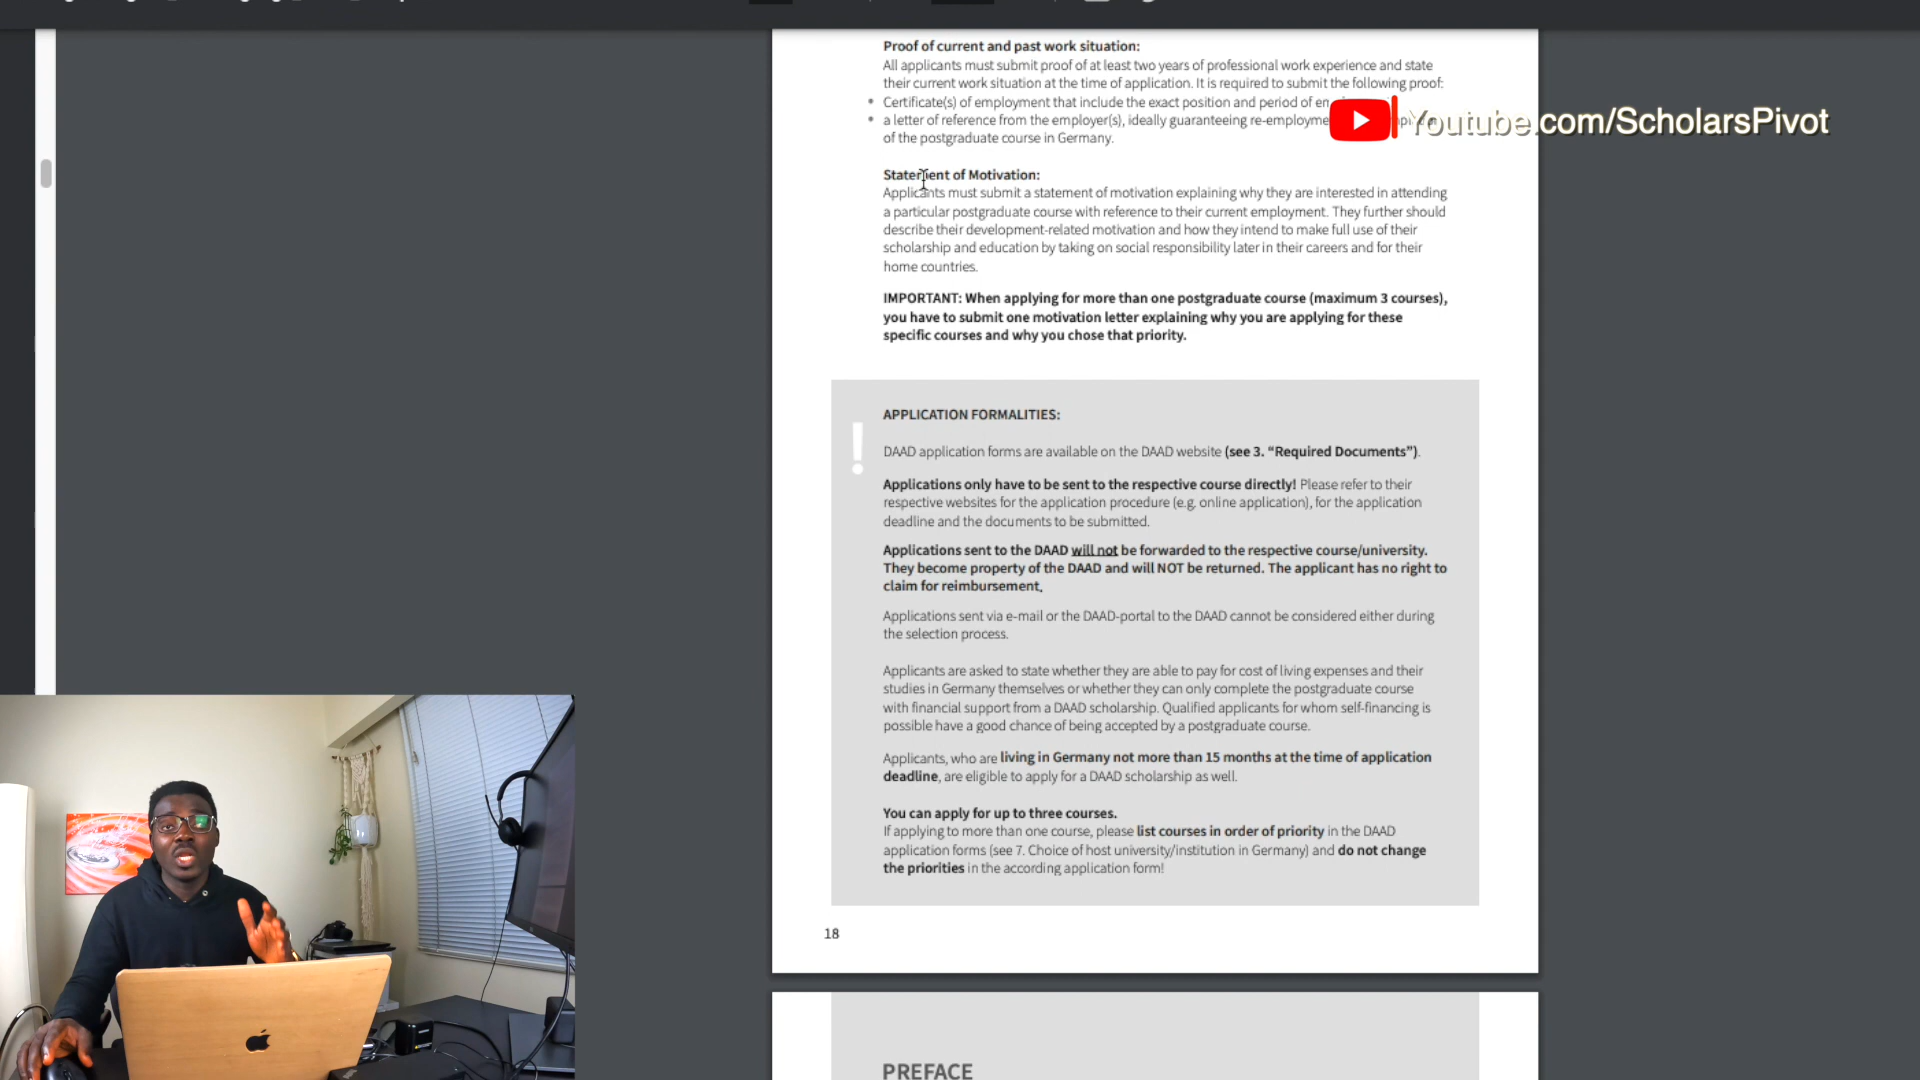 Proof of current and past work situation:
All applicants must submit proof of at least two years of professional work experience and state
their current work situation at the time of application. It is required to submit the following proof:
• Certificate(s) of employment that include the exact position and period of
• a letter of reference from the employer(s), ideally guaranteeing
of the postgraduate course in Germany.
Youtube.com/ScholarsPivot
Statement of Motivation:
Applicants must submit a statement of motivation explaining why they are interested in attending
a particular postgraduate course with reference to their current employment. They further should
describe their development-related motivation and how they intend to make full use of their
scholarship and education by taking on social responsibility later in their careers and for their
home countries.
IMPORTANT: When applying for more than one postgraduate course (maximum 3 courses),
you have to submit one motivation letter explaining why you are applying for these
specific courses and why you chose that priority.
APPLICATION FORMALITIES:
DAAD application forms are available on the DAAD website (see 3. “Required Documents”).
Applications only have to be sent to the respective course directly! Please refer to their
respective websites for the application procedure (e.g. online application), for the application
deadline and the documents to be submitted.
Applications sent to the DAAD will not be forwarded to the respective course/university.
They become property of the DAAD and will NOT be returned. The applicant has no right to
claim for reimbursement.
Applications sent via e-mail or the DAAD-portal to the DAAD cannot be considered either during
the selection process.
Applicants are asked to state whether they are able to pay for cost of living expenses and their
studies in Germany themselves or whether they can only complete the postgraduate course
with financial support from a DAAD scholarship. Qualified applicants for whom self-financing is
possible have a good chance of being accepted by a postgraduate course.
Applicants, who are living in Germany not more than 15 months at the time of application
deadline, are eligible to apply for a DAAD scholarship as well.
You can apply for up to three courses.
If applying to more than one course, please list courses in order of priority in the DAAD
application forms (see 7. Choice of host university/institution in Germany) and do not change
the priorities in the according application form!
18
PREFACE